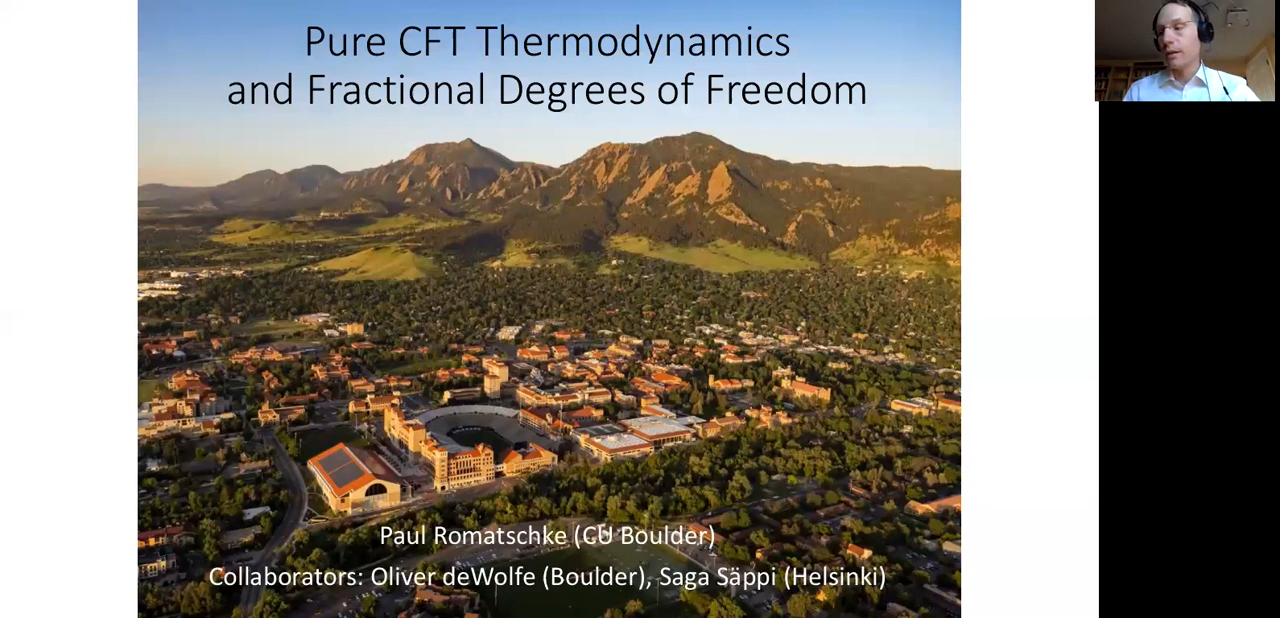 Pure CFT Thermodynamics
and Fractional Degrees of Freedom
Paul Romatschke (CU Boulder)
Collaborators: Oliver deWolfe (Boulder), Saga Säppi (Helsinki)